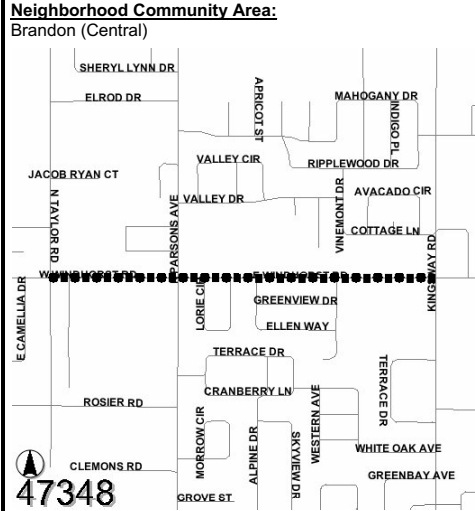 Neighborhood Community Area:
Brandon (Central)
SHERYL LYNN DR
ELROD DR
MAHOGANY DR
APRICOT ST
INDIGO PL
VALLEY CIR
RIPPLEWOOD DR
JACOB RYAN CT
AVACADO CIR
N TAYLOR RD
PARSONS AVE
VALLEY DR
VINEMONT DR
COTTAGE LN
KINGSWAY RD
W WINDHORST RD
E WINDHORST RD
E CAMELLIA DR
LORIE CIR
GREENVIEW DR
ELLEN WAY
TERRACE DR
TERRACE DR
CRANBERRY LN
ROSIER RD
MORROW CIR
ALPINE DR
SKYVIEW DR
WESTERN AVE
WHITE OAK AVE
CLEMONS RD
GREENBAY AVE
47348
GROVE ST